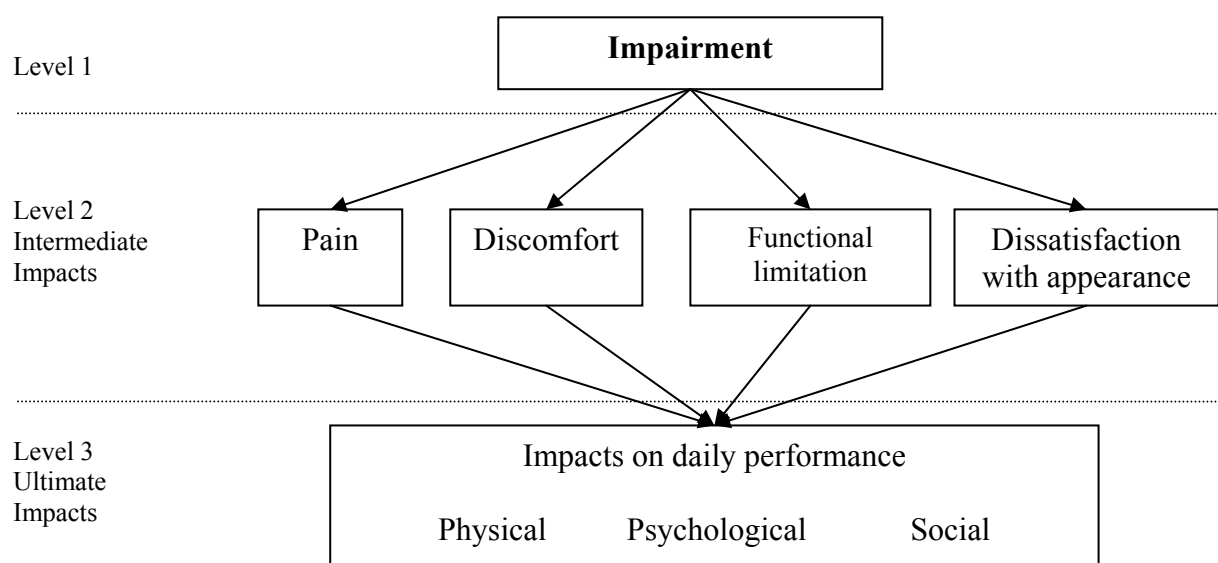 Impairment
Level 1
Level 2
Intermediate
Impacts
Pain
Discomfort
Functional
limitation
Dissatisfaction
with appearance
Level 3
Ultimate
Impacts
Impacts on daily performance
Physical Psychological Social